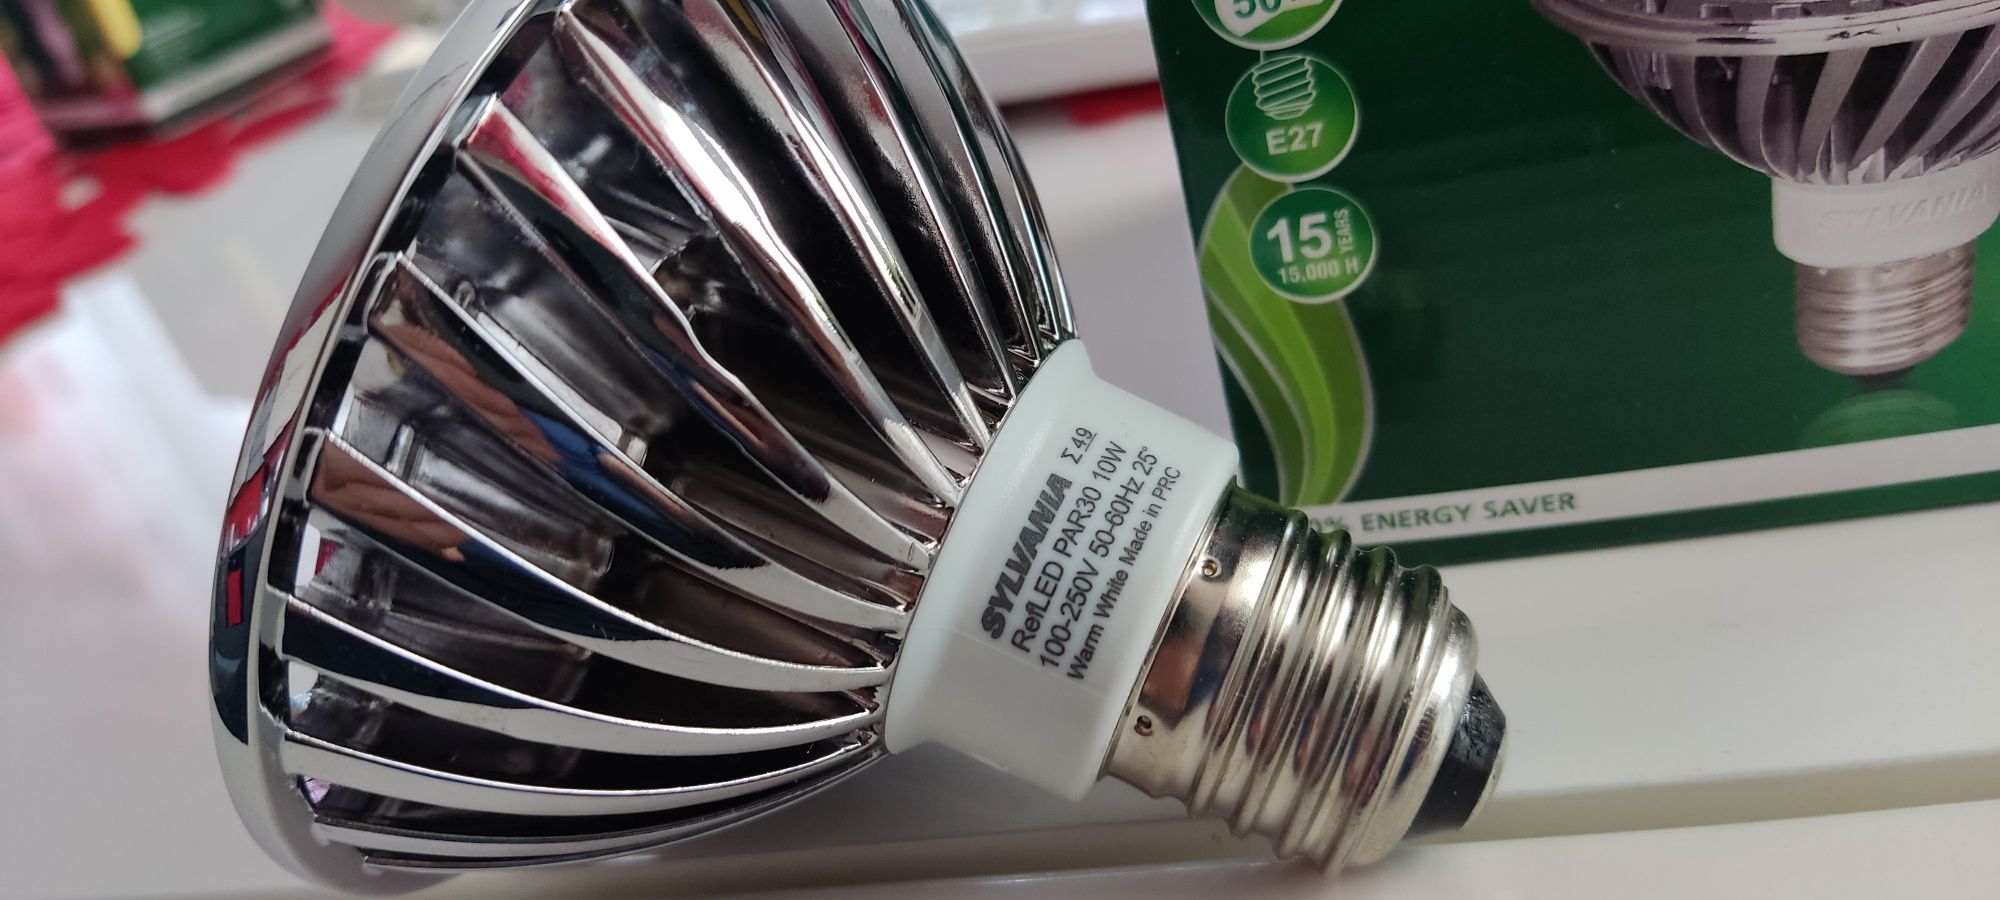 SYLVANIA Σ 49
RefLED PAR30 10W
100-250V 50-60Hz 25°
Warm White Made in PRC
E27
15 YEARS
15.000 H
SYLVANIA
% ENERGY SAVER